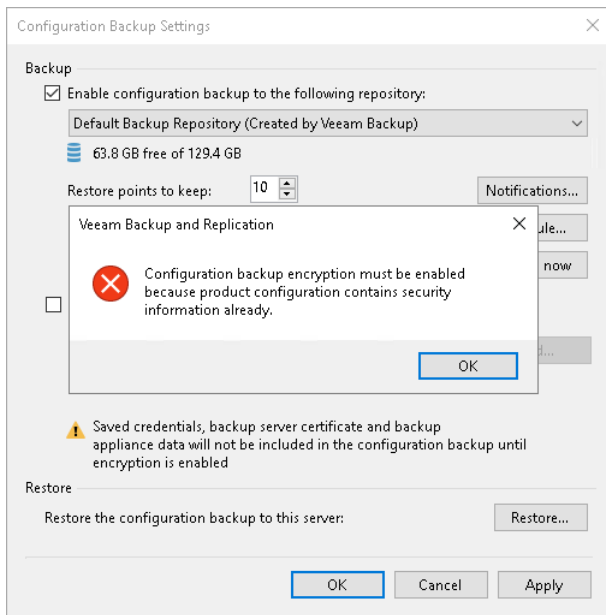 Configuration Backup Settings
Backup
Enable configuration backup to the following repository:
Default Backup Repository (Created by Veeam Backup)
63.8 GB free of 129.4 GB
Restore points to keep:
10
Notifications...
Veeam Backup and Replication
ule...
now
Configuration backup encryption must be enabled
because product configuration contains security
information already.
OK
Saved credentials, backup server certificate and backup
appliance data will not be included in the configuration backup until
encryption is enabled
Restore
Restore the configuration backup to this server:
Restore...
OK
Cancel
Apply